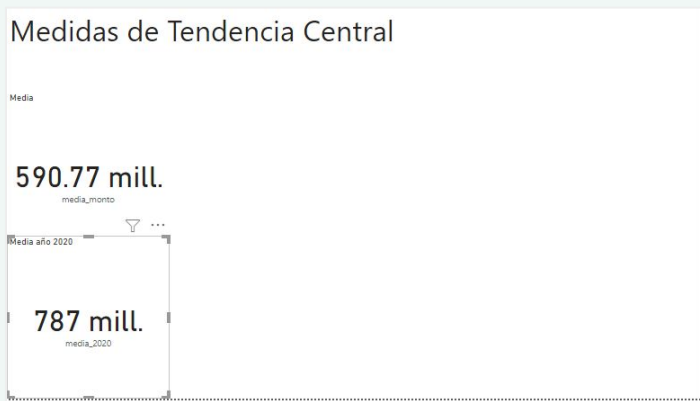 Medidas de Tendencia Central
Media
590.77 mill.
media_monto
Media año 2020
787 mill.
media_2020